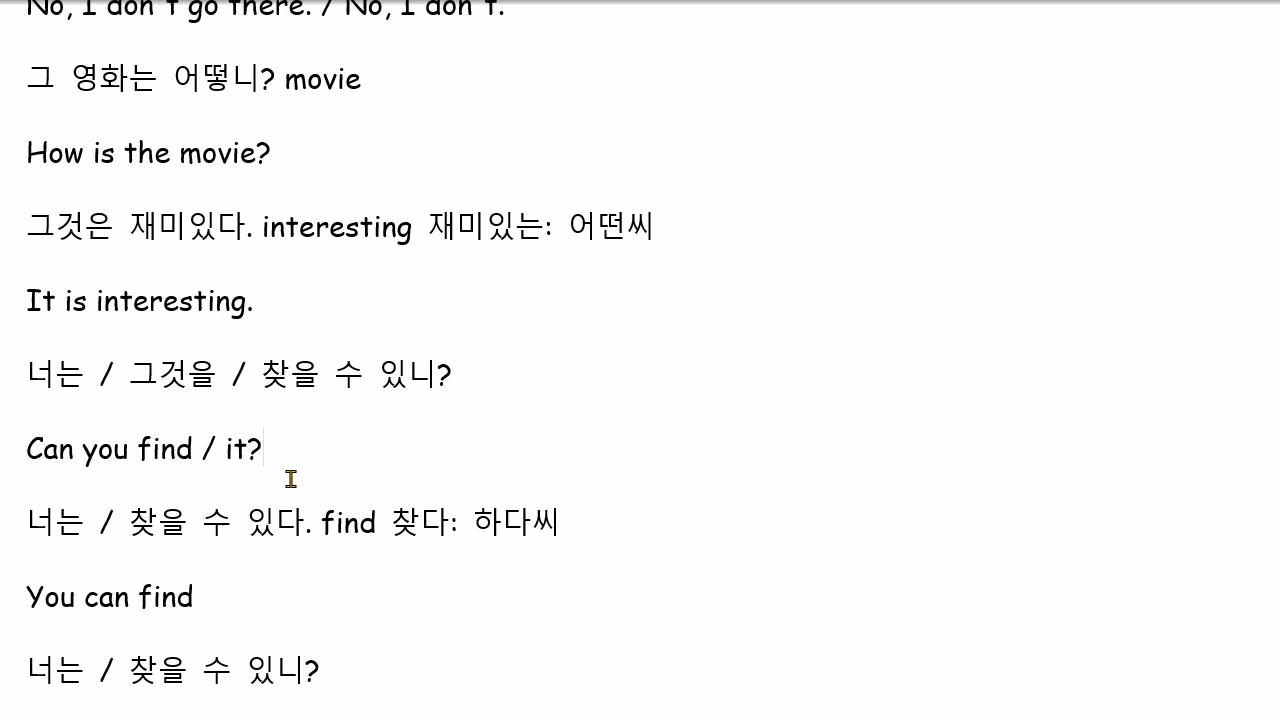 No, I don't go there. / No, I don't.
그 영화는 어떻니? movie
How is the movie?
그것은 재미있다. interesting 재미있는: 어떤씨
It is interesting.
너는 / 그것을 / 찾을 수 있니?
Can you find / it?
너는 / 찾을 수 있다. find 찾다: 하다씨
You can find
너는 / 찾을 수 있니?